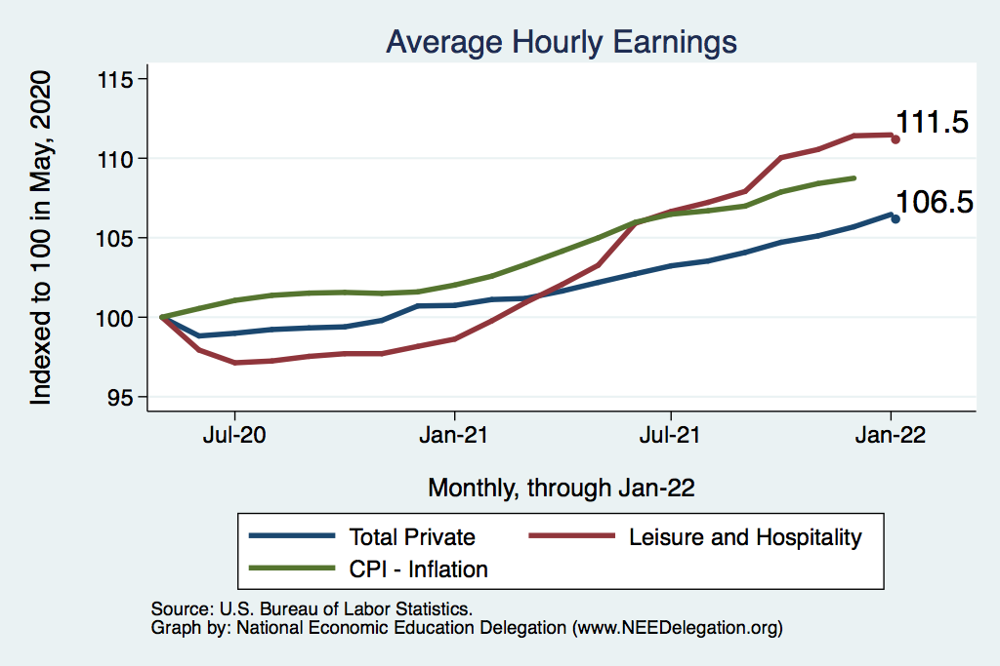 Average Hourly Earnings
Indexed to 100 in May, 2020
115
110
105
100
95
111.5
106.5
Jul-20 Jan-21 Jul-21 Jan-22
Monthly, through Jan-22
Total Private Leisure and Hospitality
CPI - Inflation
Source: U.S. Bureau of Labor Statistics.
Graph by: National Economic Education Delegation (www.NEEDelegation.org)